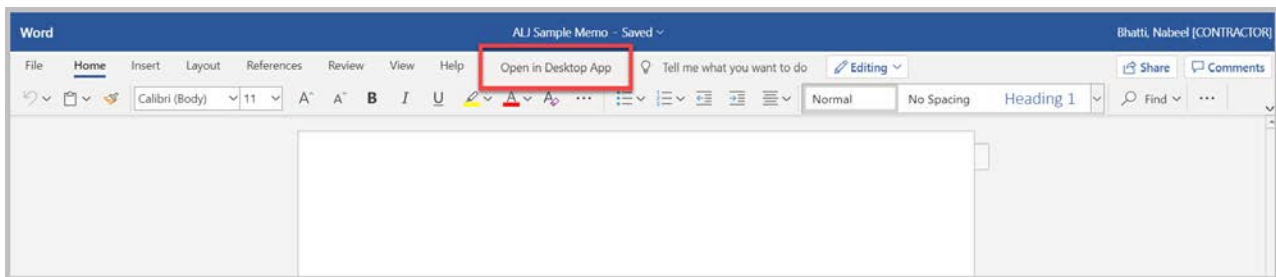 Word ALJ Sample Memo - Saved Bhatti, Nabeel [CONTRACTOR]
File Home Insert Layout References Review View Help Open in Desktop App Tell me what you want to do Editing Share Comments
Calibri (Body) 11 A A B I U A A ... Normal No Spacing Heading 1 Find ...